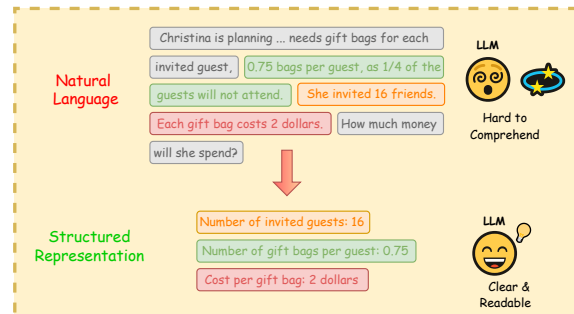 Christina is planning ... needs gift bags for each
invited guest, 0.75 bags per guest, as 1/4 of the
guests will not attend. She invited 16 friends.
Each gift bag costs 2 dollars. How much money
will she spend?
Natural
Language
LLM
Hard to
Comprehend
Structured
Representation
Number of invited guests: 16
Number of gift bags per guest: 0.75
Cost per gift bag: 2 dollars
LLM
Clear &
Readable